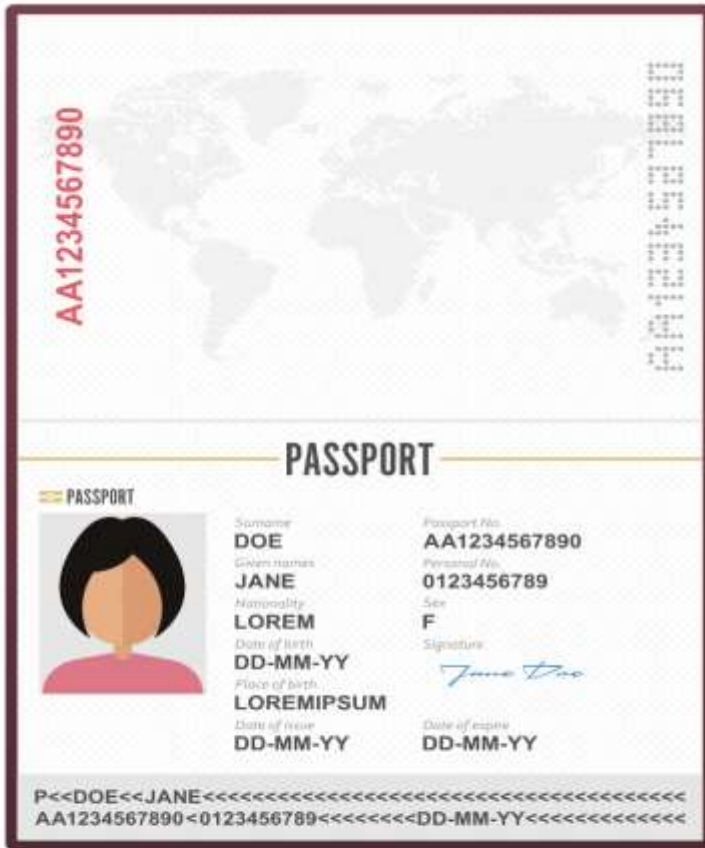 AA1234567890
AA1234567890
PASSPORT
PASSPORT
Surname Passport No.
DOE AA1234567890
Given names Personal No.
JANE 0123456789
Nationality Sex
LOREM F
Date of birth Signature
DD-MM-YY Jane Doe
Place of birth
LOREMIPSUM
Date of issue Date of expire
DD-MM-YY DD-MM-YY
P<<DOE<<JANE<<<<<<<<<<<<<<<<<<<<<<<<<<<<<<<<<<<<<<<
AA1234567890<0123456789<<<<<<<<DD-MM-YY<<<<<<<<<<<<<